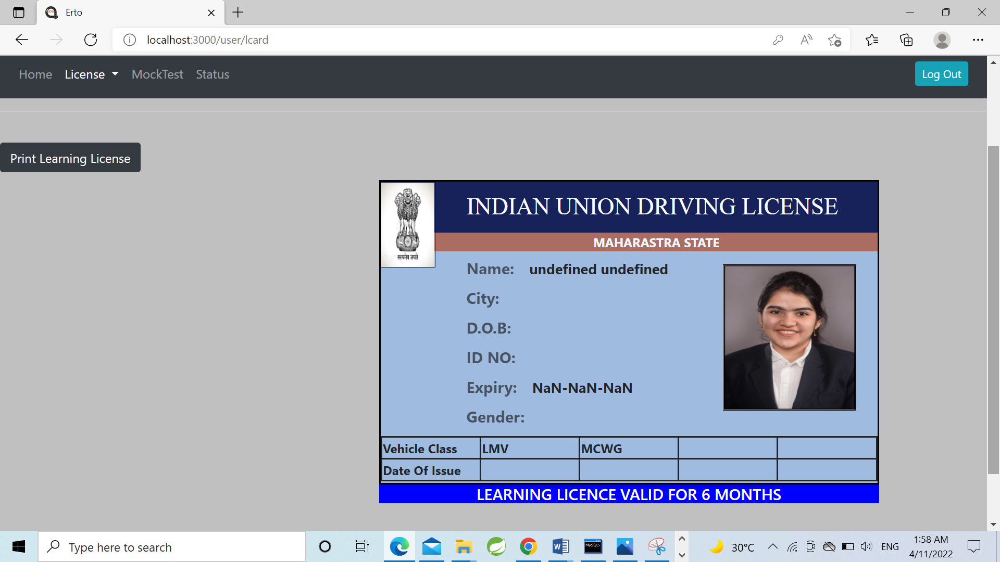 Erto
localhost:3000/user/lcard
Home License MockTest Status Log Out
Print Learning License
INDIAN UNION DRIVING LICENSE
MAHARASTRA STATE
सत्यमेव जयते
Name: undefined undefined
City:
D.O.B:
ID NO:
Expiry: NaN-NaN-NaN
Gender:
Vehicle Class LMV MCWG
Date Of Issue
LEARNING LICENCE VALID FOR 6 MONTHS
Type here to search
MySQL
30°C
ENG
1:58 AM
4/11/2022